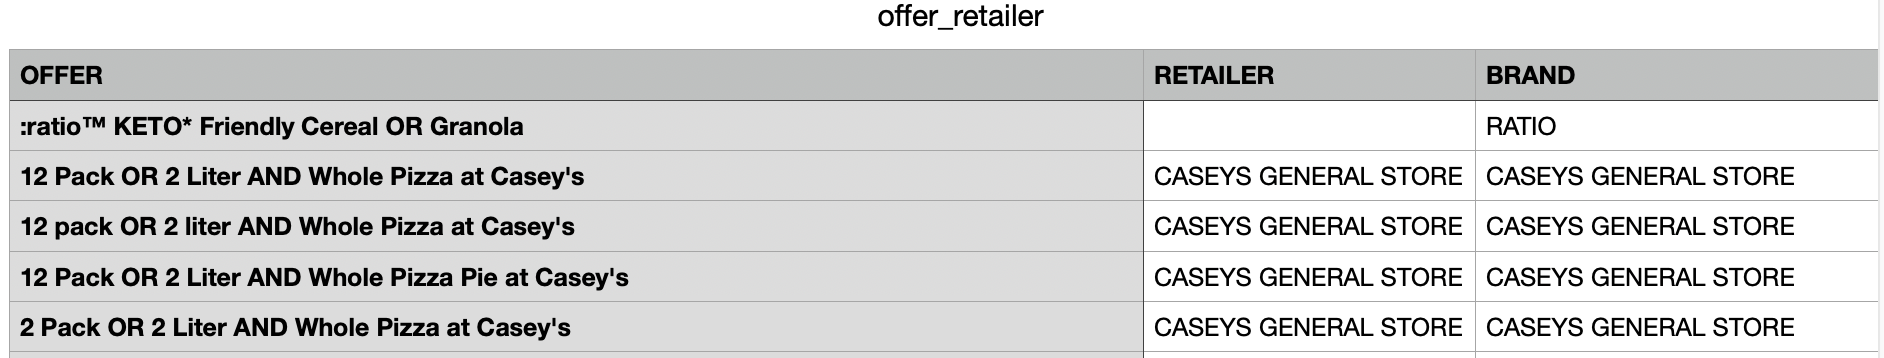 offer_retailer
OFFER RETAILER BRAND
:ratio™ KETO* Friendly Cereal OR Granola RATIO
12 Pack OR 2 Liter AND Whole Pizza at Casey's CASEYS GENERAL STORE CASEYS GENERAL STORE
12 pack OR 2 liter AND Whole Pizza at Casey's CASEYS GENERAL STORE CASEYS GENERAL STORE
12 Pack OR 2 Liter AND Whole Pizza Pie at Casey's CASEYS GENERAL STORE CASEYS GENERAL STORE
2 Pack OR 2 Liter AND Whole Pizza at Casey's CASEYS GENERAL STORE CASEYS GENERAL STORE